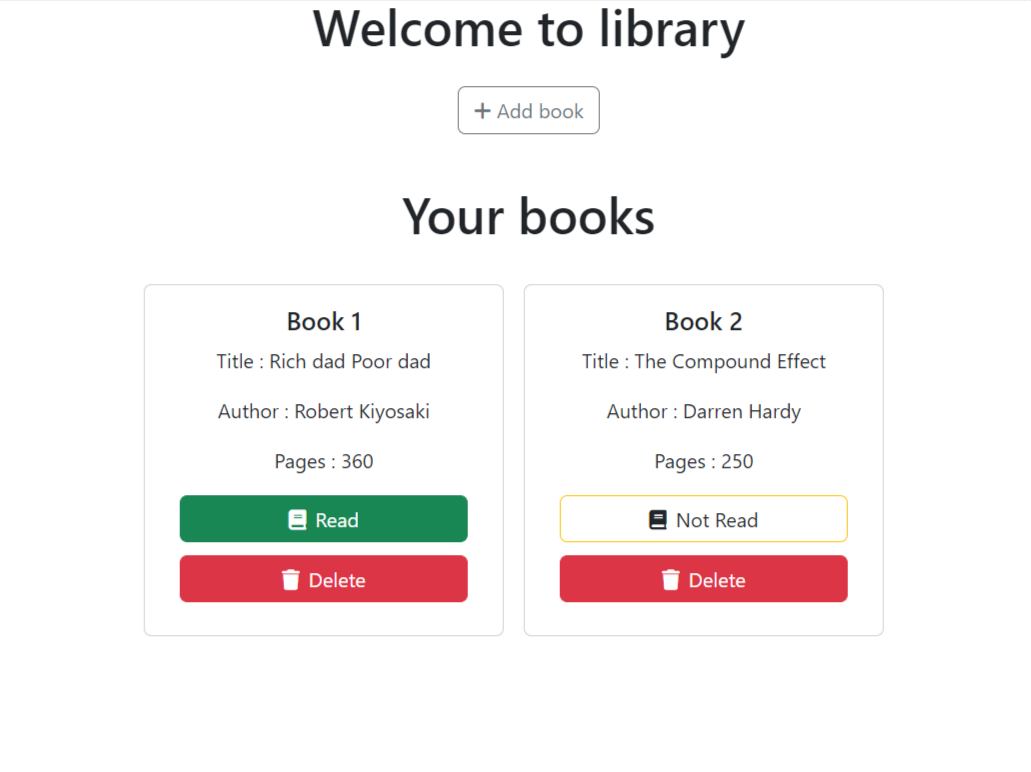 Welcome to library
Add book
Your books
Book 1
Title : Rich dad Poor dad
Author : Robert Kiyosaki
Pages : 360
Read
Delete
Book 2
Title : The Compound Effect
Author : Darren Hardy
Pages : 250
Not Read
Delete